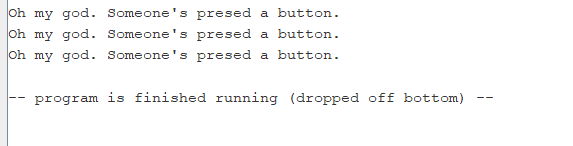 Oh my god. Someone's presed a button.
Oh my god. Someone's presed a button.
Oh my god. Someone's presed a button.
-- program is finished running (dropped off bottom) --